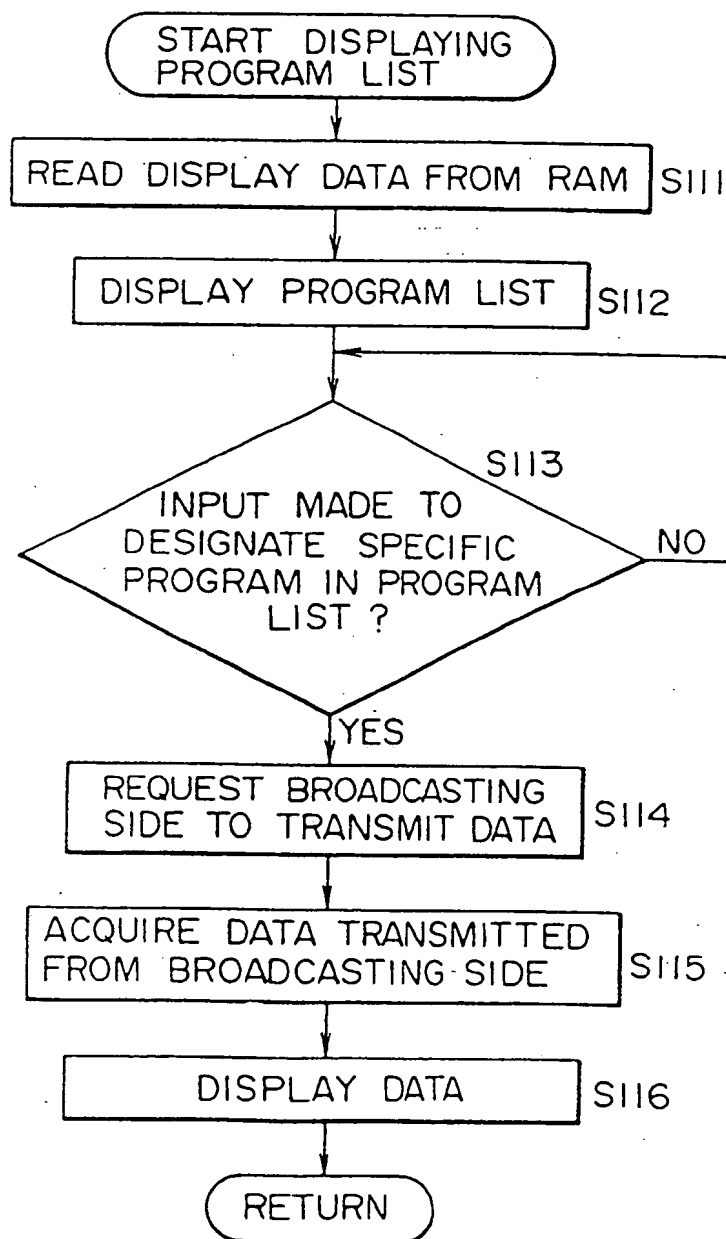 START DISPLAYING
PROGRAM LIST
READ DISPLAY DATA FROM RAM
S111
DISPLAY PROGRAM LIST
S112
S113
INPUT MADE TO
DESIGNATE SPECIFIC
PROGRAM IN PROGRAM
LIST ?
NO
YES
REQUEST BROADCASTING
SIDE TO TRANSMIT DATA
S114
ACQUIRE DATA TRANSMITTED
FROM BROADCASTING SIDE
S115
DISPLAY DATA
S116
RETURN